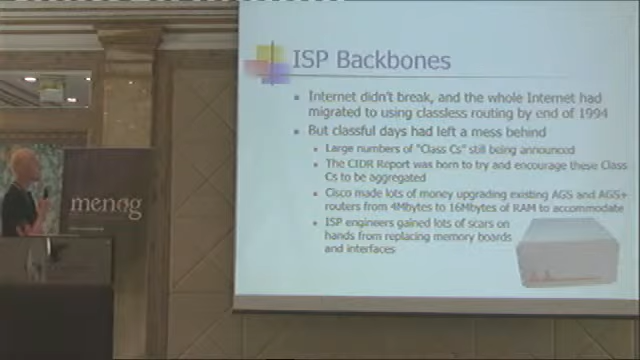 ISP Backbones
Internet didn't break, and the whole Internet had
migrated to using classless routing by end of 1994
But classful days had left a mess behind
Large numbers of "Class Cs" still being announced
The CIDR Report was born to try and encourage these Class
Cs to be aggregated
Cisco made lots of money upgrading existing AGS and AGS+
routers from 4Mbytes to 16Mbytes of RAM to accommodate
ISP engineers gained lots of scars on
hands from replacing memory boards
and interfaces
menog